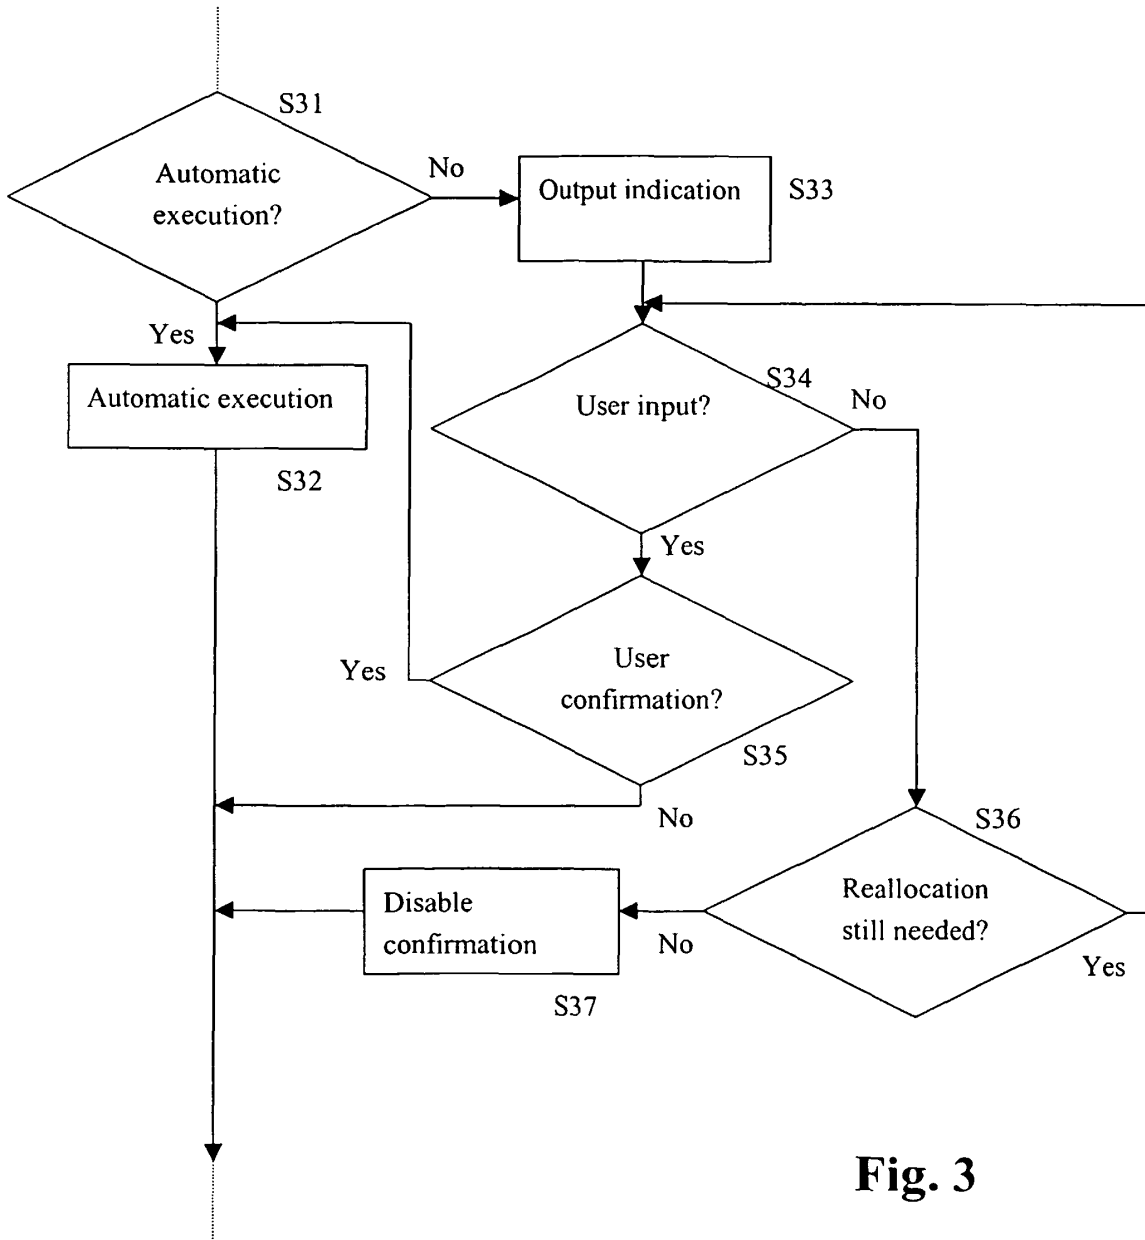 S31
Automatic
execution?
No
Output indication
S33
Yes
Automatic execution
S32
S34
User input?
No
Yes
User
confirmation?
Yes
S35
No
S36
Reallocation
still needed?
Disable
confirmation
No
Yes
S37
Fig. 3